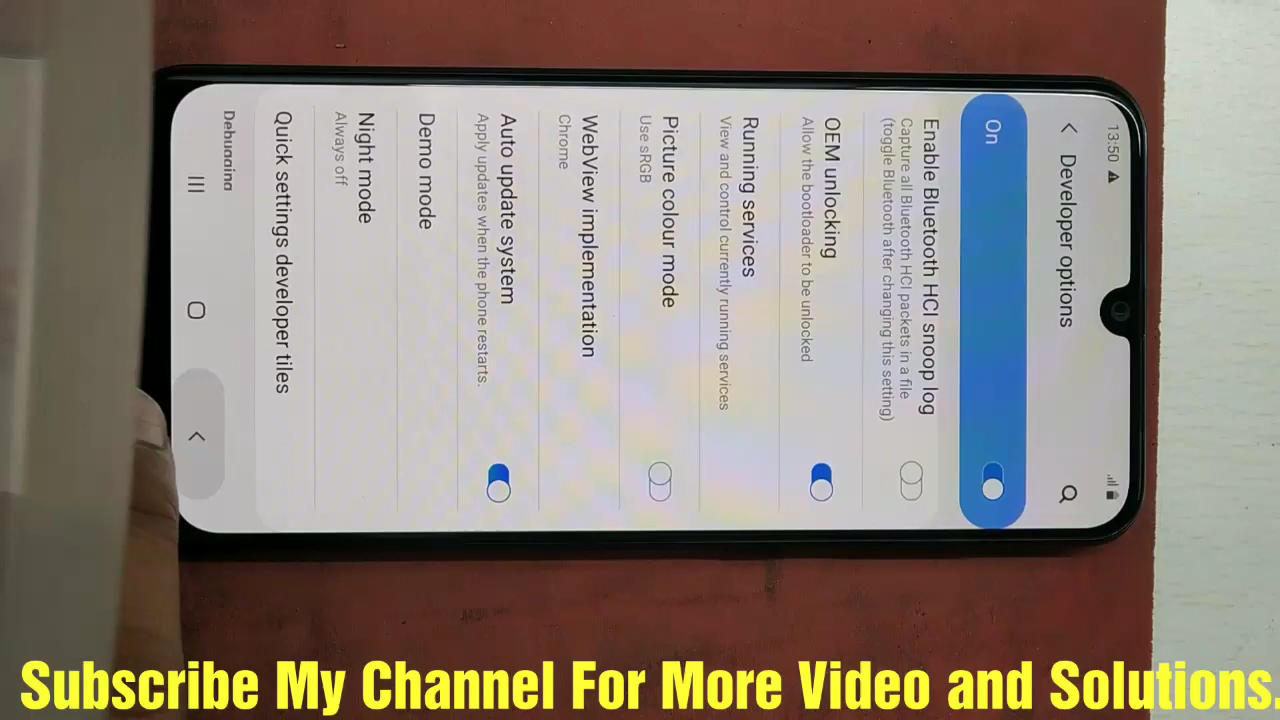 13:50
Developer options
On
Enable Bluetooth HCI snoop log
Capture all Bluetooth HCI packets in a file
(toggle Bluetooth after changing this setting)
OEM unlocking
Allow the bootloader to be unlocked
Running services
View and control currently running services
Picture colour mode
Use sRGB
WebView implementation
Chrome
Auto update system
Apply updates when the phone restarts.
Demo mode
Night mode
Always off
Quick settings developer tiles
Debugging
Subscribe My Channel For More Video and Solutions.